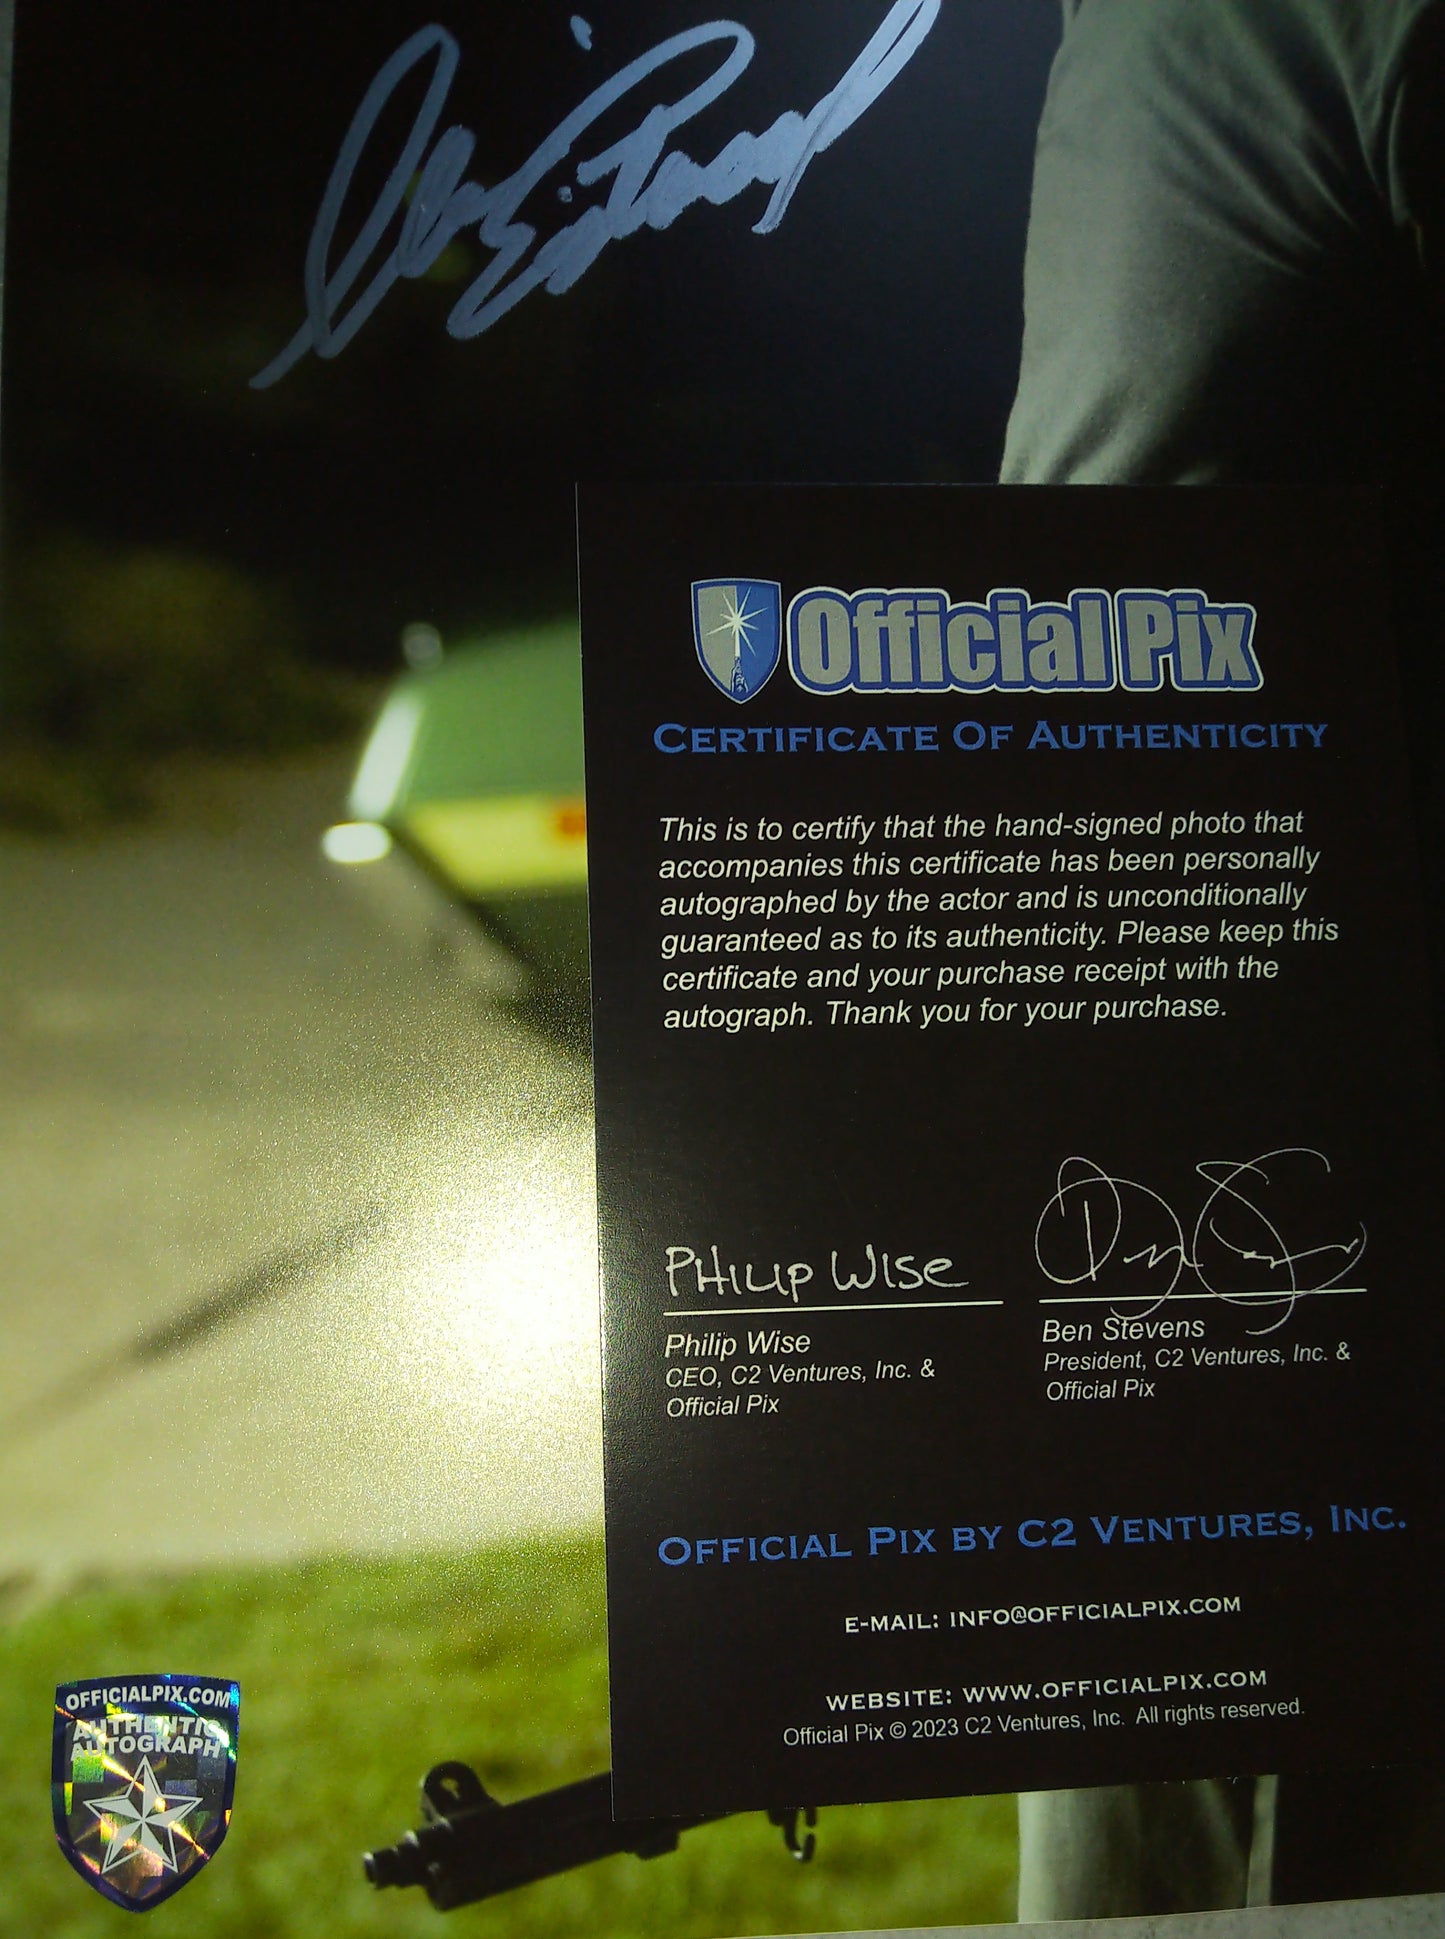 Official Pix
CERTIFICATE OF AUTHENTICITY
This is to certify that the hand-signed photo that
accompanies this certificate has been personally
autographed by the actor and is unconditionally
guaranteed as to its authenticity. Please keep this
certificate and your purchase receipt with the
autograph. Thank you for your purchase.
PHILIP WISE
Philip Wise
CEO, C2 Ventures, Inc. &
Official Pix
Ben Stevens
President, C2 Ventures, Inc. &
Official Pix
OFFICIAL PIX BY C2 VENTURES, INC.
E-MAIL: INFO@OFFICIALPIX.COM
WEBSITE: WWW.OFFICIALPIX.COM
Official Pix © 2023 C2 Ventures, Inc. All rights reserved.
OFFICIALPIX.COM
AUTHENTIC
AUTOGRAPH